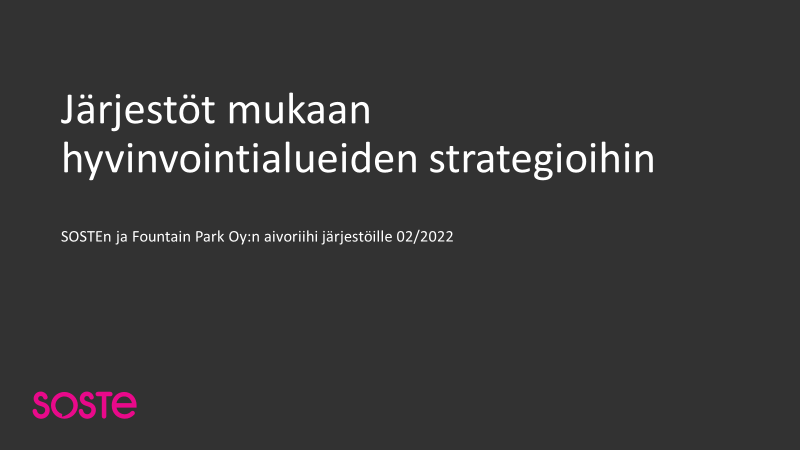 Järjestöt mukaan
hyvinvointialueiden strategioihin
SOSTEn ja Fountain Park Oy:n aivoriihi järjestöille 02/2022
SOSTE